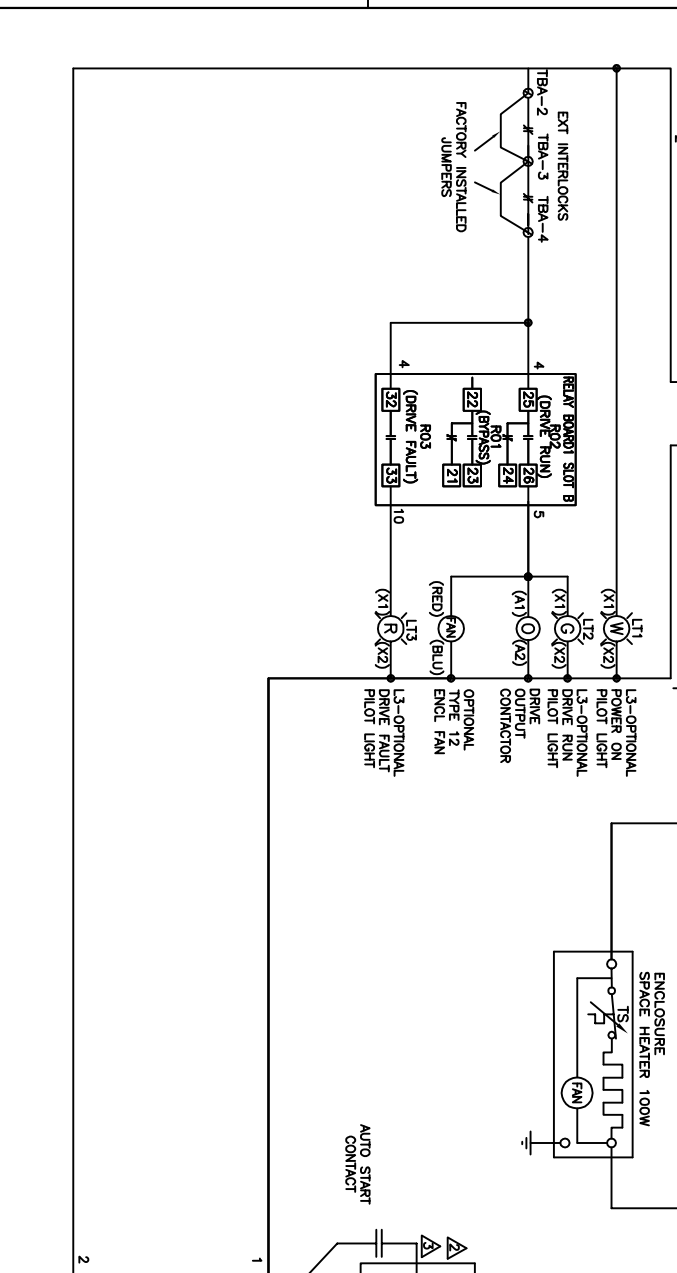 TBA-2
TBA-3
TBA-4
EXT INTERLOCKS
FACTORY INSTALLED
JUMPERS
RELAY BOARD1 SLOT B
4
25
R02
(DRIVE RUN)
26
24
5
22
R01
(BYPASS)
23
21
4
32
R03
(DRIVE FAULT)
33
10
(X1)
W
LT1
(X2)
L3-OPTIONAL
POWER ON
PILOT LIGHT
(X1)
G
LT2
(X2)
L3-OPTIONAL
DRIVE RUN
PILOT LIGHT
(A1)
O
(A2)
DRIVE
OUTPUT
CONTACTOR
(RED)
FAN
(BLU)
OPTIONAL
TYPE 12
ENCL FAN
(X1)
R
LT3
(X2)
L3-OPTIONAL
DRIVE FAULT
PILOT LIGHT
ENCLOSURE
SPACE HEATER 100W
TS
FAN
AUTO START
CONTACT
2
3
1
2